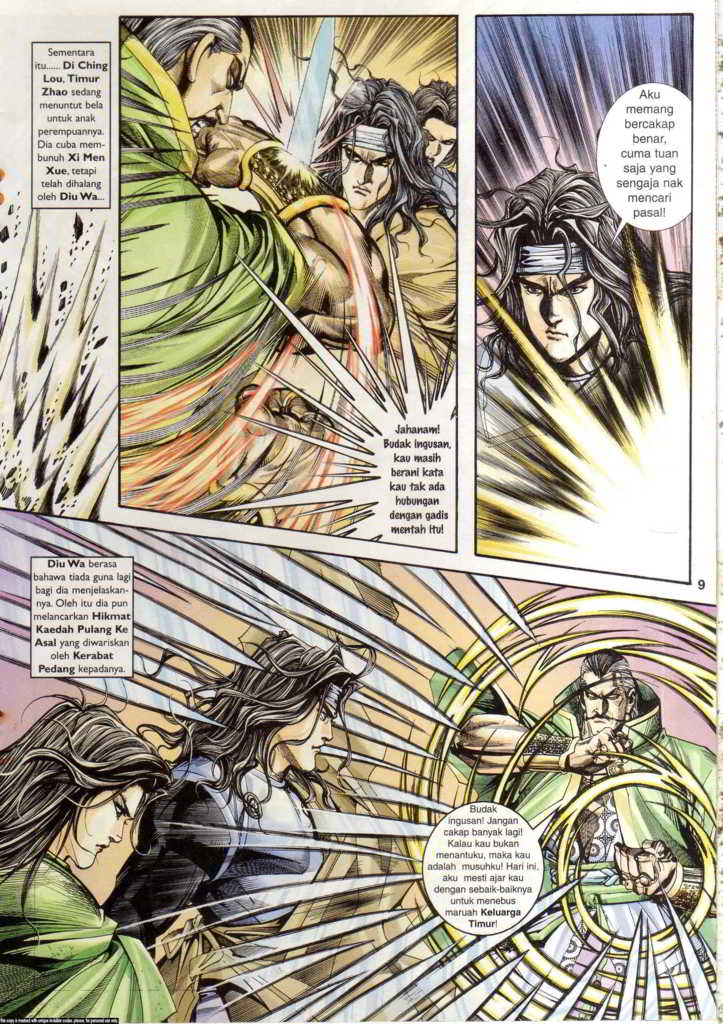 Sementara
itu...... Di Ching
Lou, Timur
Zhao sedang
menuntut bela
untuk anak
perempuannya.
Dia cuba mem-
bunuh Xi Men
Xue, tetapi
telah dihalang
oleh Diu Wa...
Jahanam!
Budak ingusan,
kau masih
berani kata
kau tak ada
hubungan
dengan gadis
mentah itu!
Aku
memang
bercakap
benar,
cuma tuan
saja yang
sengaja nak
mencari
pasal!
9
Diu Wa berasa
bahawa tiada guna lagi
bagi dia menjelaskan-
nya. Oleh itu dia pun
melancarkan Hikmat
Kaedah Pulang Ke
Asal yang diwariskan
oleh Kerabat
Pedang kepadanya.
Budak
ingusan! Jangan
cakap banyak lagi!
Kalau kau bukan
menantuku, maka kau
adalah musuhku! Hari ini,
aku mesti ajar kau
dengan sebaik-baiknya
untuk menebus
maruah Keluarga
Timur!